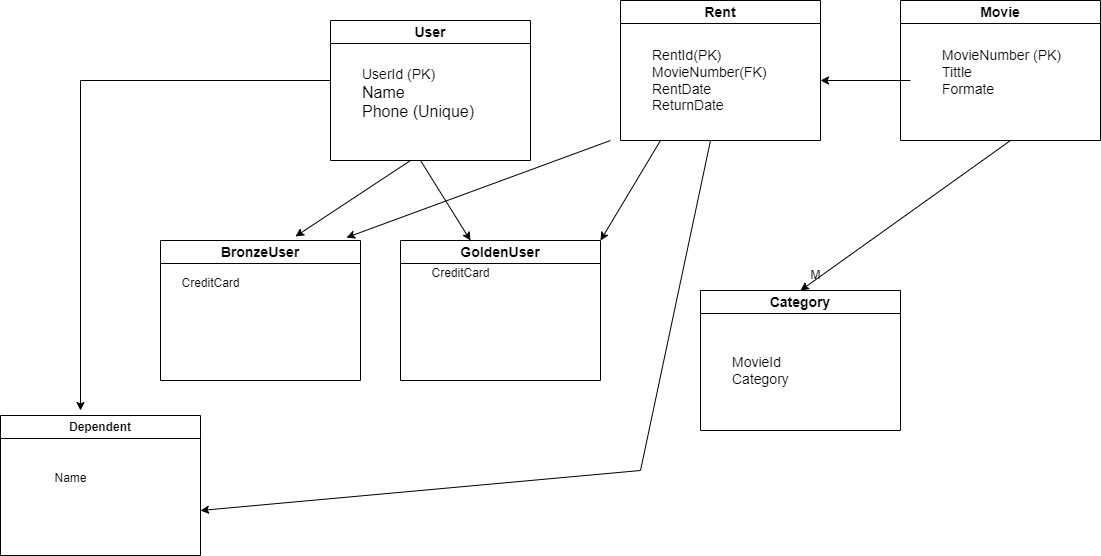 User
UserId (PK)
Name
Phone (Unique)
Rent
RentId(PK)
MovieNumber(FK)
RentDate
ReturnDate
Movie
MovieNumber (PK)
Tittle
Formate
BronzeUser
CreditCard
GoldenUser
CreditCard
M
Category
MovieId
Category
Dependent
Name